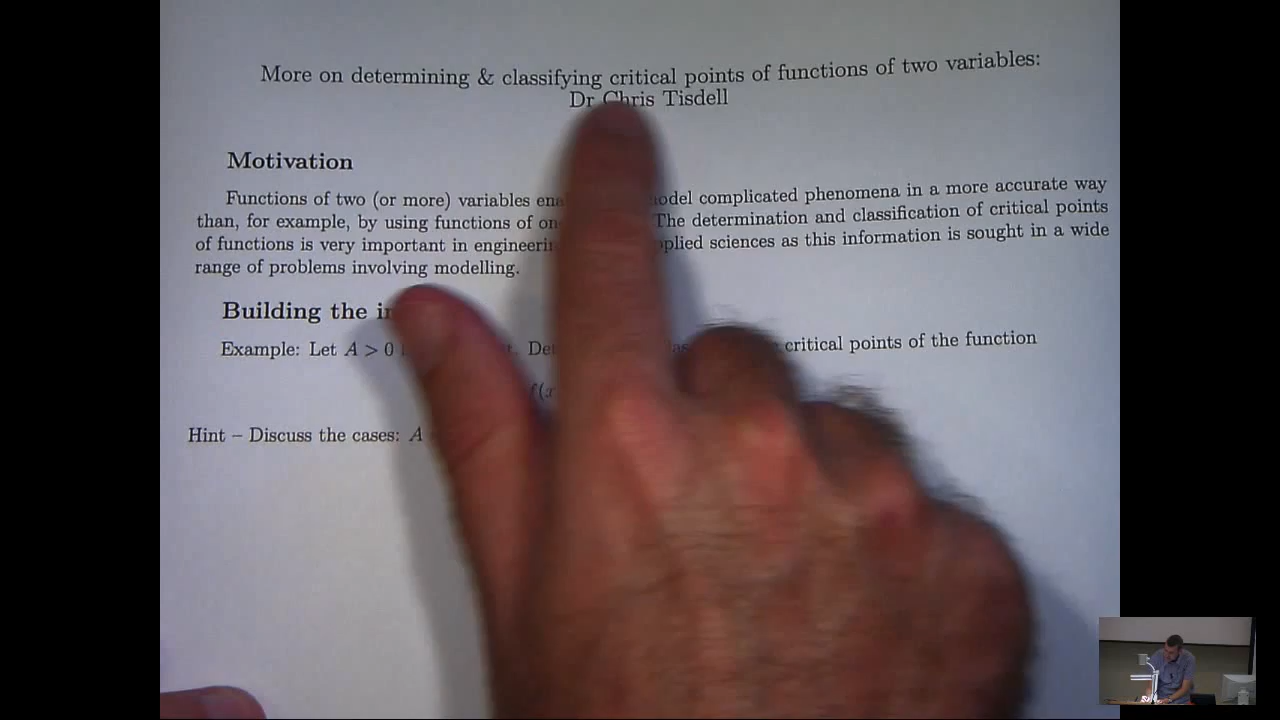 More on determining & classifying critical points of functions of two variables:
Dr Chris Tisdell
Motivation
Functions of two (or more) variables model complicated phenomena in a more accurate way
than, for example, by using functions of The determination and classification of critical points
of functions is very important in sciences as this information is sought in a wide
range of problems involving modelling.
Building the
Example: Let A > 0 critical points of the function
Hint – Discuss the cases: A